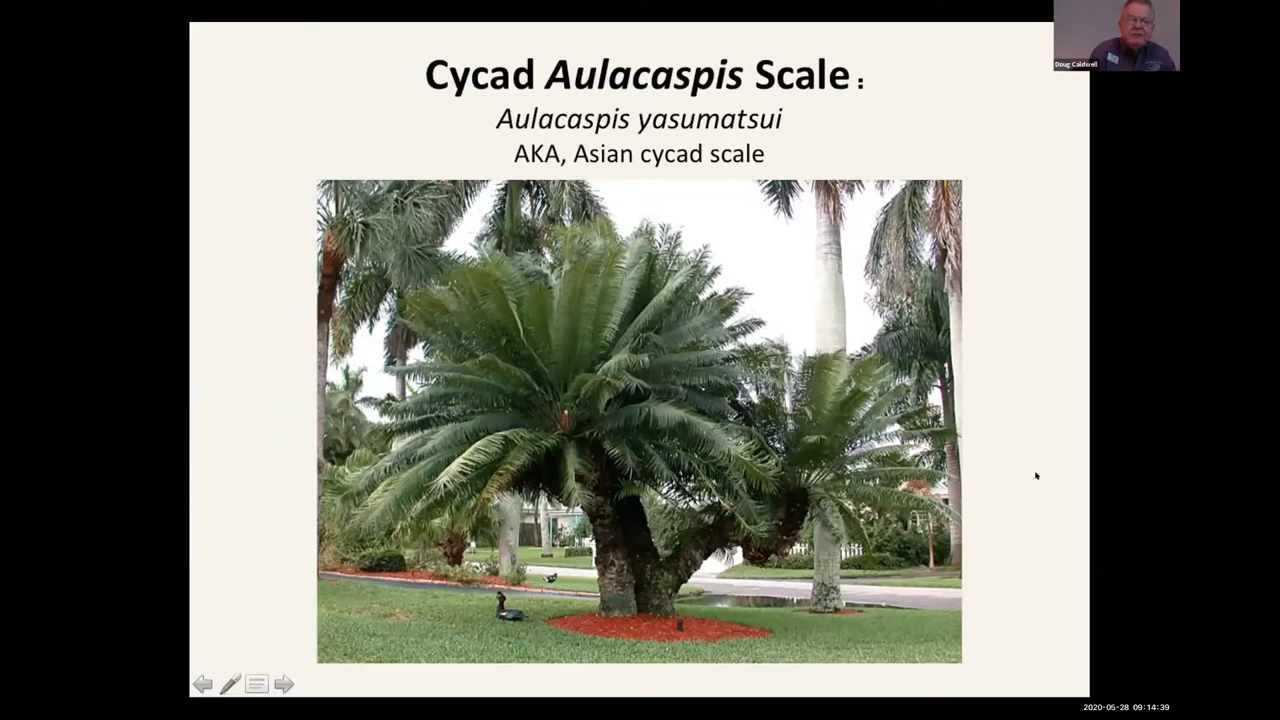 Doug Caldwell
Cycad Aulacaspis Scale :
Aulacaspis yasumatsui
AKA, Asian cycad scale
2020-05-28 09:14:39